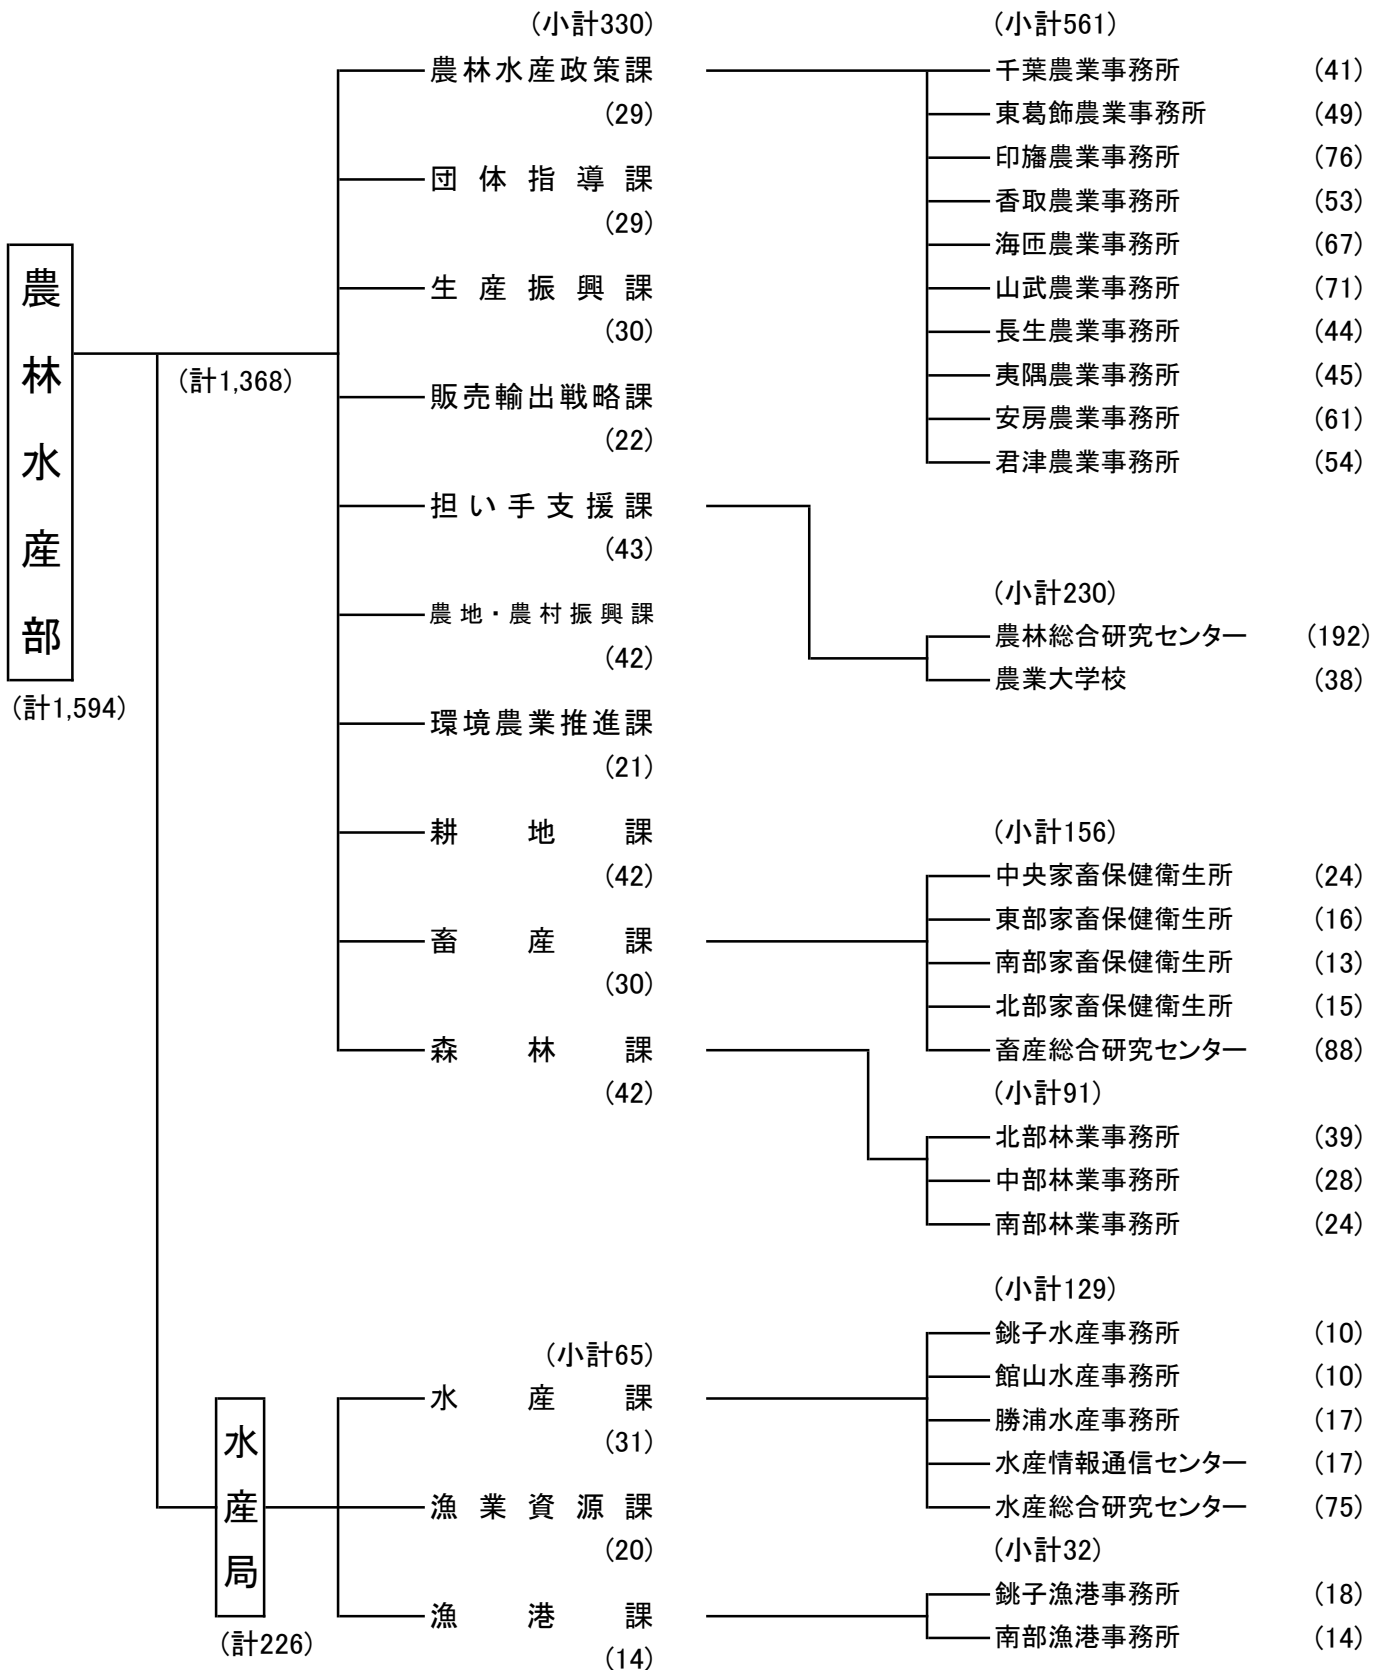 農林水産部
(計1,594)
(計1,368)
(小計330)
農林水産政策課
(29)
団体指導課
(29)
生産振興課
(30)
販売輸出戦略課
(22)
担い手支援課
(43)
農地・農村振興課
(42)
環境農業推進課
(21)
耕地課
(42)
畜産課
(30)
森林課
(42)
(小計561)
千葉農業事務所 (41)
東葛飾農業事務所 (49)
印旛農業事務所 (76)
香取農業事務所 (53)
海匝農業事務所 (67)
山武農業事務所 (71)
長生農業事務所 (44)
夷隅農業事務所 (45)
安房農業事務所 (61)
君津農業事務所 (54)
(小計230)
農林総合研究センター (192)
農業大学校 (38)
(小計156)
中央家畜保健衛生所 (24)
東部家畜保健衛生所 (16)
南部家畜保健衛生所 (13)
北部家畜保健衛生所 (15)
畜産総合研究センター (88)
(小計91)
北部林業事務所 (39)
中部林業事務所 (28)
南部林業事務所 (24)
水産局
(計226)
(小計65)
水産課
(31)
漁業資源課
(20)
漁港課
(14)
(小計129)
銚子水産事務所 (10)
館山水産事務所 (10)
勝浦水産事務所 (17)
水産情報通信センター (17)
水産総合研究センター (75)
(小計32)
銚子漁港事務所 (18)
南部漁港事務所 (14)